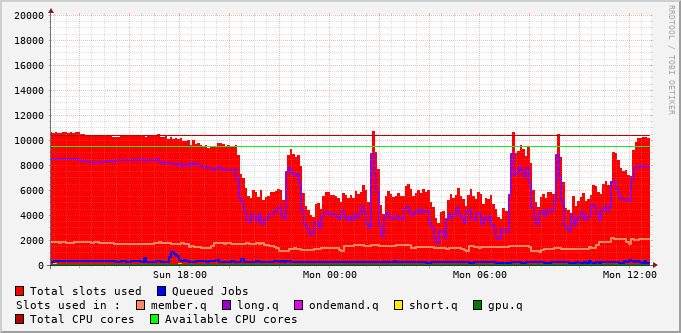 20000
18000
16000
14000
12000
10000
8000
6000
4000
2000
0
Sun 18:00 Mon 00:00 Mon 06:00 Mon 12:00
RRDTOOL / TOBI OETIKER
Total slots used Queued Jobs
Slots used in : member.q long.q ondemand.q short.q gpu.q
Total CPU cores Available CPU cores